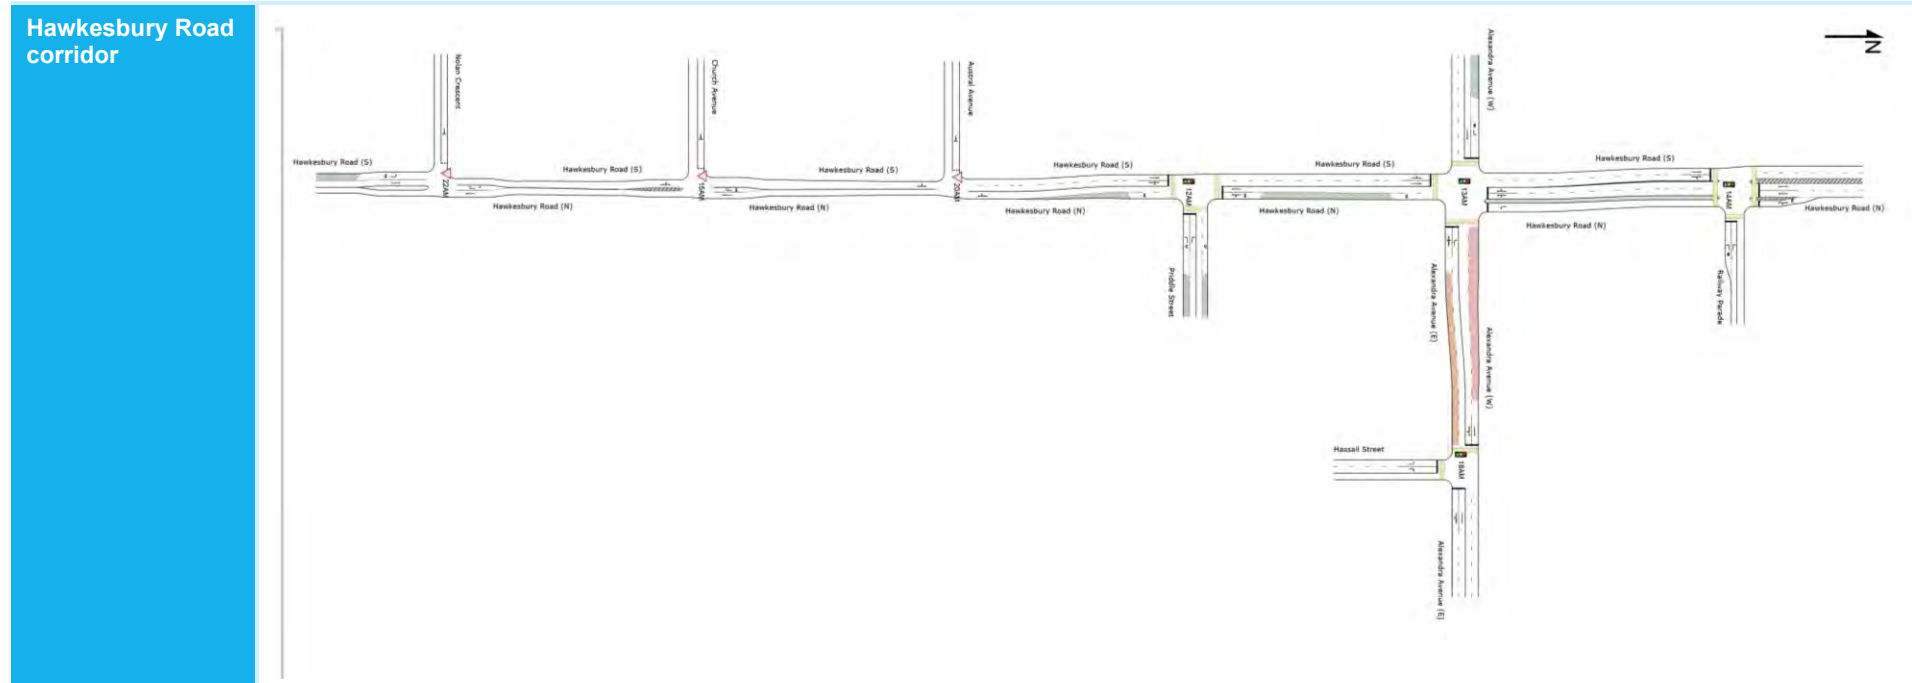 Hawkesbury Road
corridor
N
Nolan Crescent
Church Avenue
Austral Avenue
Alexandra Avenue (W)
Hawkesbury Road (S)
Hawkesbury Road (S)
Hawkesbury Road (S)
Hawkesbury Road (S)
Hawkesbury Road (S)
Hawkesbury Road (S)
22AM
15AM
20AM
12AM
13AM
14AM
Hawkesbury Road (N)
Hawkesbury Road (N)
Hawkesbury Road (N)
Hawkesbury Road (N)
Hawkesbury Road (N)
Hawkesbury Road (N)
Priddle Street
Alexandra Avenue (E)
Alexandra Avenue (W)
Railway Parade
Hassall Street
18AM
Alexandra Avenue (E)